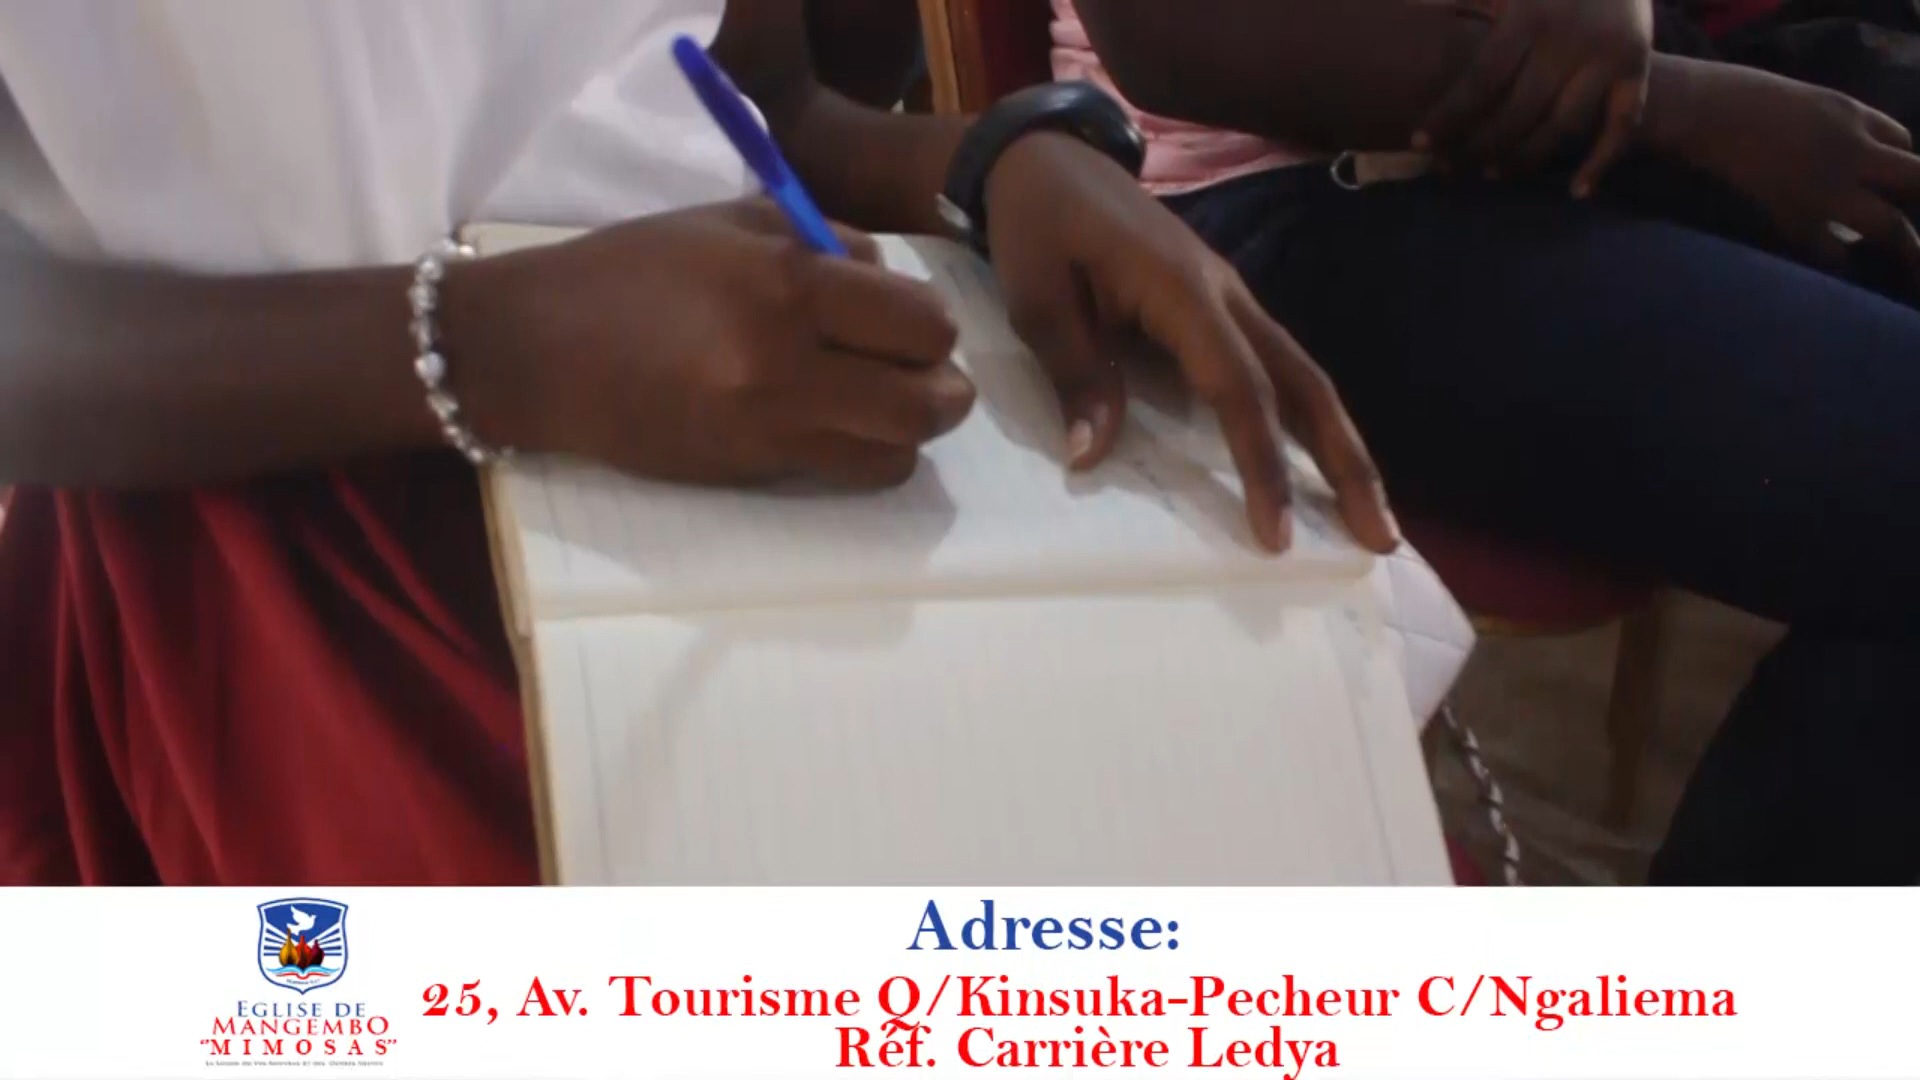 Adresse:
25, Av. Tourisme Q/Kinsuka-Pecheur C/Ngaliema
Réf. Carrière Ledya
EGLISE DE
MANGEMBO
“MIMOSAS”